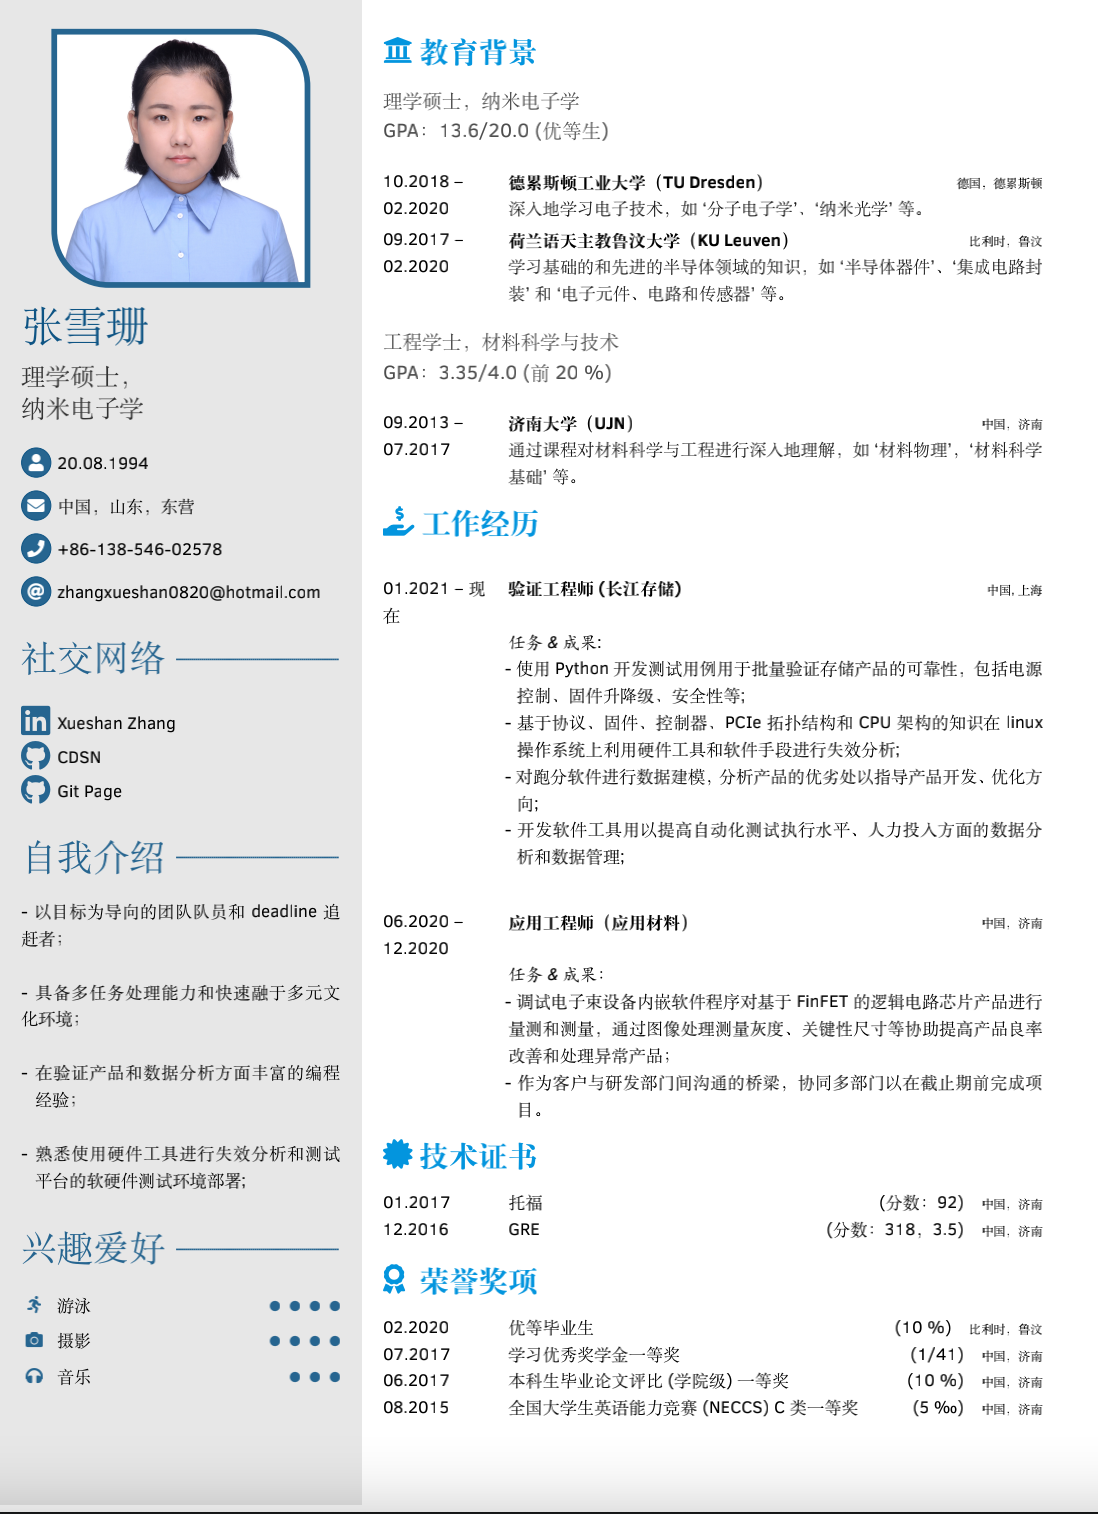 张雪珊
理学硕士，
纳米电子学
20.08.1994
中国，山东，东营
+86-138-546-02578
zhangxueshan0820@hotmail.com
社交网络
Xueshan Zhang
CDSN
Git Page
自我介绍
- 以目标为导向的团队队员和 deadline 追
赶者；
- 具备多任务处理能力和快速融于多元文
化环境；
- 在验证产品和数据分析方面丰富的编程
经验；
- 熟悉使用硬件工具进行失效分析和测试
平台的软硬件测试环境部署;
兴趣爱好
游泳
摄影
音乐
教育背景
理学硕士，纳米电子学
GPA：13.6/20.0 (优等生)
10.2018 – 德累斯顿工业大学（TU Dresden） 德国，德累斯顿
02.2020 深入地学习电子技术，如 ‘分子电子学’、‘纳米光学’ 等。
09.2017 – 荷兰语天主教鲁汶大学（KU Leuven） 比利时，鲁汶
02.2020 学习基础的和先进的半导体领域的知识，如 ‘半导体器件’、‘集成电路封
装’ 和 ‘电子元件、电路和传感器’ 等。
工程学士，材料科学与技术
GPA：3.35/4.0 (前 20 %)
09.2013 – 济南大学（UJN） 中国，济南
07.2017 通过课程对材料科学与工程进行深入地理解，如 ‘材料物理’，‘材料科学
基础’ 等。
工作经历
01.2021 – 现 验证工程师 (长江存储) 中国, 上海
在
任务 & 成果:
- 使用 Python 开发测试用例用于批量验证存储产品的可靠性，包括电源
控制、固件升降级、安全性等;
- 基于协议、固件、控制器、PCIe 拓扑结构和 CPU 架构的知识在 linux
操作系统上利用硬件工具和软件手段进行失效分析;
- 对跑分软件进行数据建模, 分析产品的优劣处以指导产品开发、优化方
向;
- 开发软件工具用以提高自动化测试执行水平、人力投入方面的数据分
析和数据管理;
06.2020 – 应用工程师（应用材料） 中国，济南
12.2020
任务 & 成果：
- 调试电子束设备内嵌软件程序对基于 FinFET 的逻辑电路芯片产品进行
量测和测量，通过图像处理测量灰度、关键性尺寸等协助提高产品良率
改善和处理异常产品；
- 作为客户与研发部门间沟通的桥梁，协同多部门以在截止期前完成项
目。
技术证书
01.2017 托福 (分数：92) 中国，济南
12.2016 GRE (分数：318，3.5) 中国，济南
荣誉奖项
02.2020 优等毕业生 (10 %) 比利时，鲁汶
07.2017 学习优秀奖学金一等奖 (1/41) 中国，济南
06.2017 本科生毕业论文评比 (学院级) 一等奖 (10 %) 中国，济南
08.2015 全国大学生英语能力竞赛 (NECCS) C 类一等奖 (5 ‰) 中国，济南